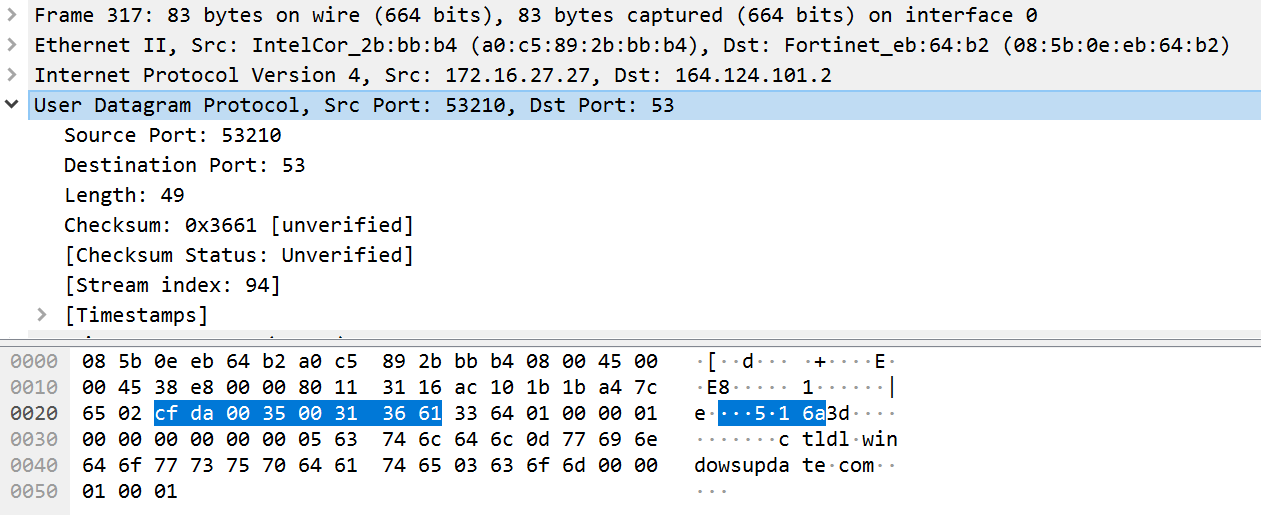 Frame 317: 83 bytes on wire (664 bits), 83 bytes captured (664 bits) on interface 0
Ethernet II, Src: IntelCor_2b:bb:b4 (a0:c5:89:2b:bb:b4), Dst: Fortinet_eb:64:b2 (08:5b:0e:eb:64:b2)
Internet Protocol Version 4, Src: 172.16.27.27, Dst: 164.124.101.2
User Datagram Protocol, Src Port: 53210, Dst Port: 53
Source Port: 53210
Destination Port: 53
Length: 49
Checksum: 0x3661 [unverified]
[Checksum Status: Unverified]
[Stream index: 94]
[Timestamps]
0000 08 5b 0e eb 64 b2 a0 c5 89 2b bb b4 08 00 45 00 ·[··d··· ·+····E·
0010 00 45 38 e8 00 00 80 11 31 16 ac 10 1b 1b a4 7c ·E8····· 1······|
0020 65 02 cf da 00 35 00 31 36 61 33 64 01 00 00 01 e····5·1 6a3d····
0030 00 00 00 00 00 00 05 63 74 6c 64 6c 0d 77 69 6e ·······c tldl·win
0040 64 6f 77 73 75 70 64 61 74 65 03 63 6f 6d 00 00 dowsupda te·com··
0050 01 00 01 ···